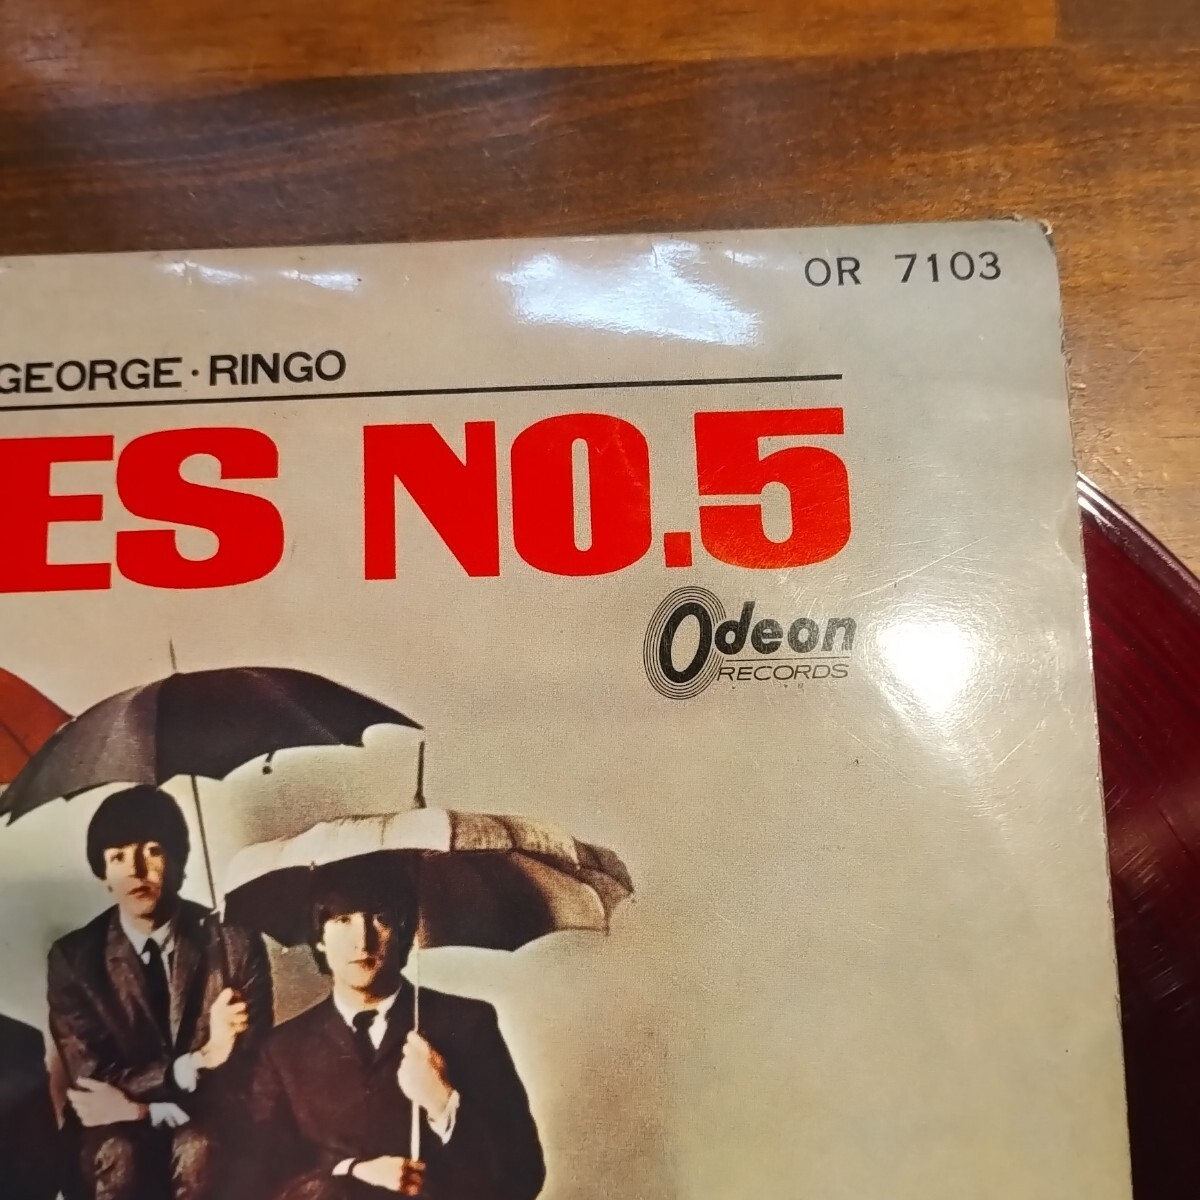 OR 7103
GEORGE · RINGO
ES NO.5
Odeon
RECORDS